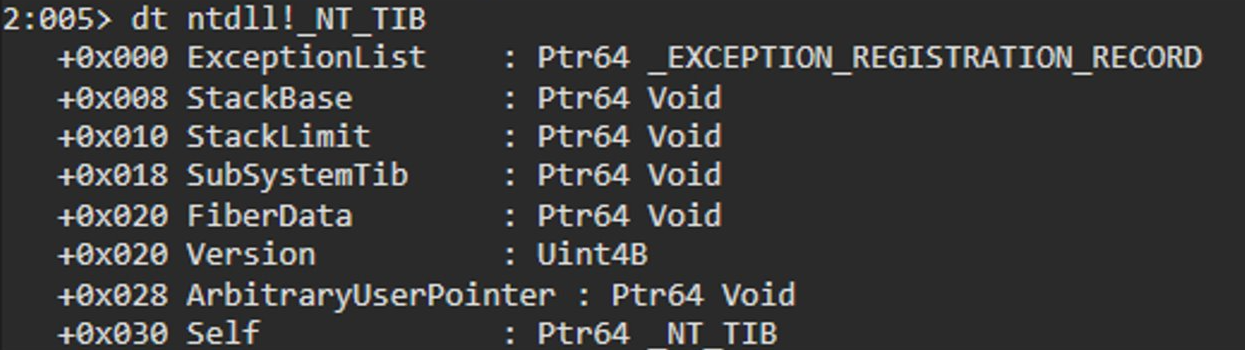 2:005> dt ntdll!_NT_TIB
   +0x000 ExceptionList    : Ptr64 _EXCEPTION_REGISTRATION_RECORD
   +0x008 StackBase        : Ptr64 Void
   +0x010 StackLimit       : Ptr64 Void
   +0x018 SubSystemTib     : Ptr64 Void
   +0x020 FiberData        : Ptr64 Void
   +0x020 Version          : Uint4B
   +0x028 ArbitraryUserPointer : Ptr64 Void
   +0x030 Self             : Ptr64 _NT_TIB